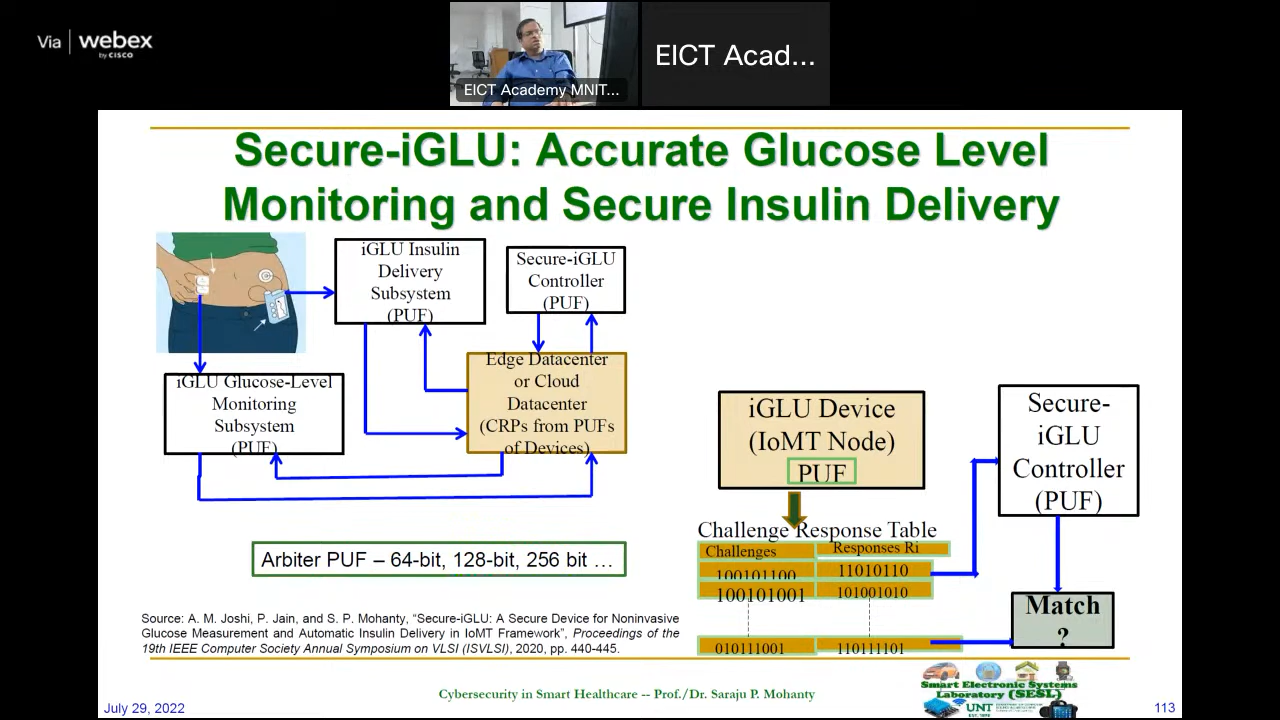 Via webex
by CISCO
EICT Academy MNIT...
EICT Acad...
Secure-iGLU: Accurate Glucose Level
Monitoring and Secure Insulin Delivery
iGLU Insulin
Delivery
Subsystem
(PUF)
Secure-iGLU
Controller
(PUF)
Edge Datacenter
or Cloud
Datacenter
(CRPs from PUFs
of Devices)
iGLU Glucose-Level
Monitoring
Subsystem
(PUF)
Arbiter PUF – 64-bit, 128-bit, 256 bit …
iGLU Device
(IoMT Node)
PUF
Challenge Response Table
Challenges Responses Ri
100101100 11010110
100101001 101001010
010111001 110111101
Secure-
iGLU
Controller
(PUF)
Match
?
Source: A. M. Joshi, P. Jain, and S. P. Mohanty, “Secure-iGLU: A Secure Device for Noninvasive
Glucose Measurement and Automatic Insulin Delivery in IoMT Framework”, Proceedings of the
19th IEEE Computer Society Annual Symposium on VLSI (ISVLSI), 2020, pp. 440-445.
Smart Electronic Systems
Laboratory (SESL)
UNT
July 29, 2022
Cybersecurity in Smart Healthcare -- Prof./Dr. Saraju P. Mohanty
113